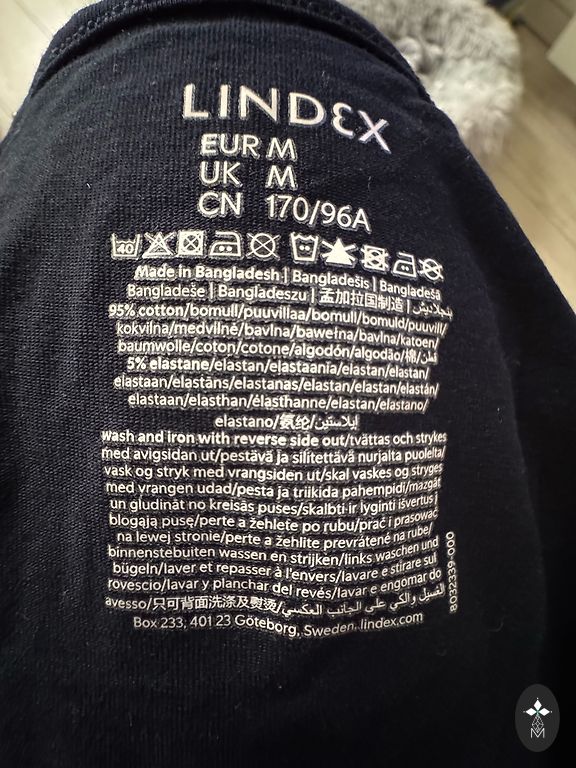 LINDEX
EUR M
UK M
CN 170/96A
40
Made in Bangladesh | Bangladešis | Bangladeša
Bangladeše | Bangladeszu | 孟加拉国制造 | بنجلاديش
95% cotton/bomull/puuvillaa/bomull/bomuld/puuvill/
kokvilna/medvilnė/bavlna/bawełna/bavlna/katoen/
baumwolle/coton/cotone/algodón/algodão/棉/قطن
5% elastane/elastan/elastaania/elastan/elastan/
elastaan/elastāns/elastanas/elastan/elastan/elastán/
elastaan/elasthan/élasthanne/elastan/elastano/
elastano/氨纶/إيلاستين
wash and iron with reverse side out/tvättas och strykes
med avigsidan ut/pestävä ja silitettävä nurjalta puolelta/
vask og stryk med vrangsiden ut/skal vaskes og stryges
med vrangen udad/pesta ja triikida pahempidi/mazgāt
un gludināt no kreisās puses/skalbti ir lyginti išvertus į
blogąją pusę/perte a žehlete po rubu/prać i prasować
na lewej stronie/perte a žehlite prevrátené na rube/
binnenstebuiten wassen en strijken/links waschen und
bügeln/laver et repasser à l'envers/lavare e stirare sul
rovescio/lavar y planchar del revés/lavar e engomar do
avesso/只可背面洗涤及熨烫/الغسيل والكي على الجانب العكسي
Box 233, 401 23 Göteborg, Sweden, lindex.com
8032339-000
M